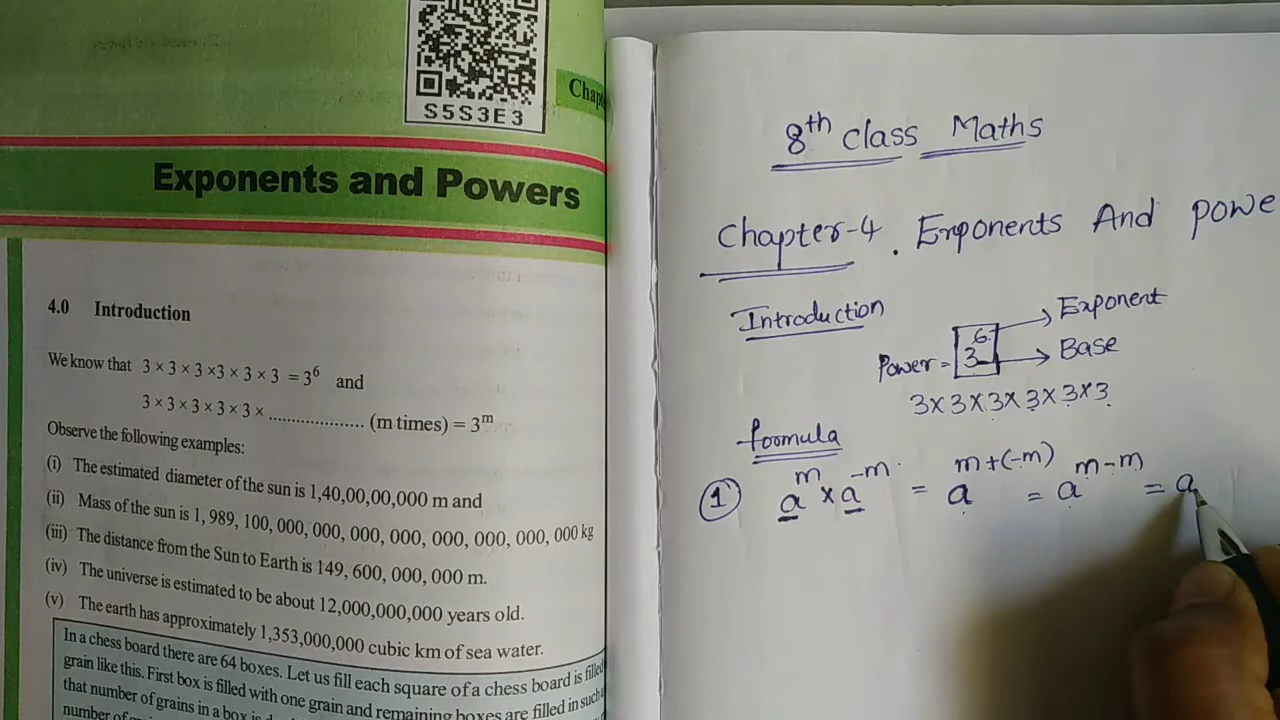 S5S3E3
Chap
Exponents and Powers
4.0 Introduction
We know that 3 × 3 × 3 ×3 × 3 × 3 = 3⁶ and
3 × 3 × 3 × 3 × 3 × ..................... (m times) = 3ᵐ
Observe the following examples:
(i) The estimated diameter of the sun is 1,40,00,00,000 m and
(ii) Mass of the sun is 1, 989, 100, 000, 000, 000, 000, 000, 000, 000, 000 kg
(iii) The distance from the Sun to Earth is 149, 600, 000, 000 m.
(iv) The universe is estimated to be about 12,000,000,000 years old.
(v) The earth has approximately 1,353,000,000 cubic km of sea water.
In a chess board there are 64 boxes. Let us fill each square of a chess board is filled
grain like this. First box is filled with one grain and remaining boxes are filled in such
that number of grains in a box is
number of
8th class Maths
Chapter-4. Exponents And powe
Introduction
Exponent
Power = 3⁶
Base
3×3×3×3×3×3
formula
① aᵐ × a⁻ᵐ = aᵐ⁺⁽⁻ᵐ⁾ = aᵐ⁻ᵐ = a